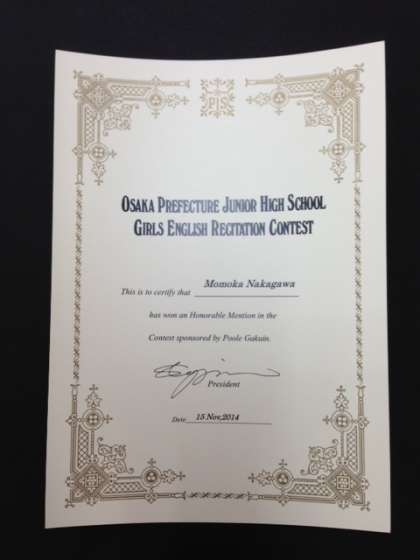 PJS
OSAKA PREFECTURE JUNIOR HIGH SCHOOL
GIRLS ENGLISH RECITATION CONTEST
This is to certify that Momoka Nakagawa
has won an Honorable Mention in the
Contest sponsored by Poole Gakuin.
President
Date 15.Nov,2014